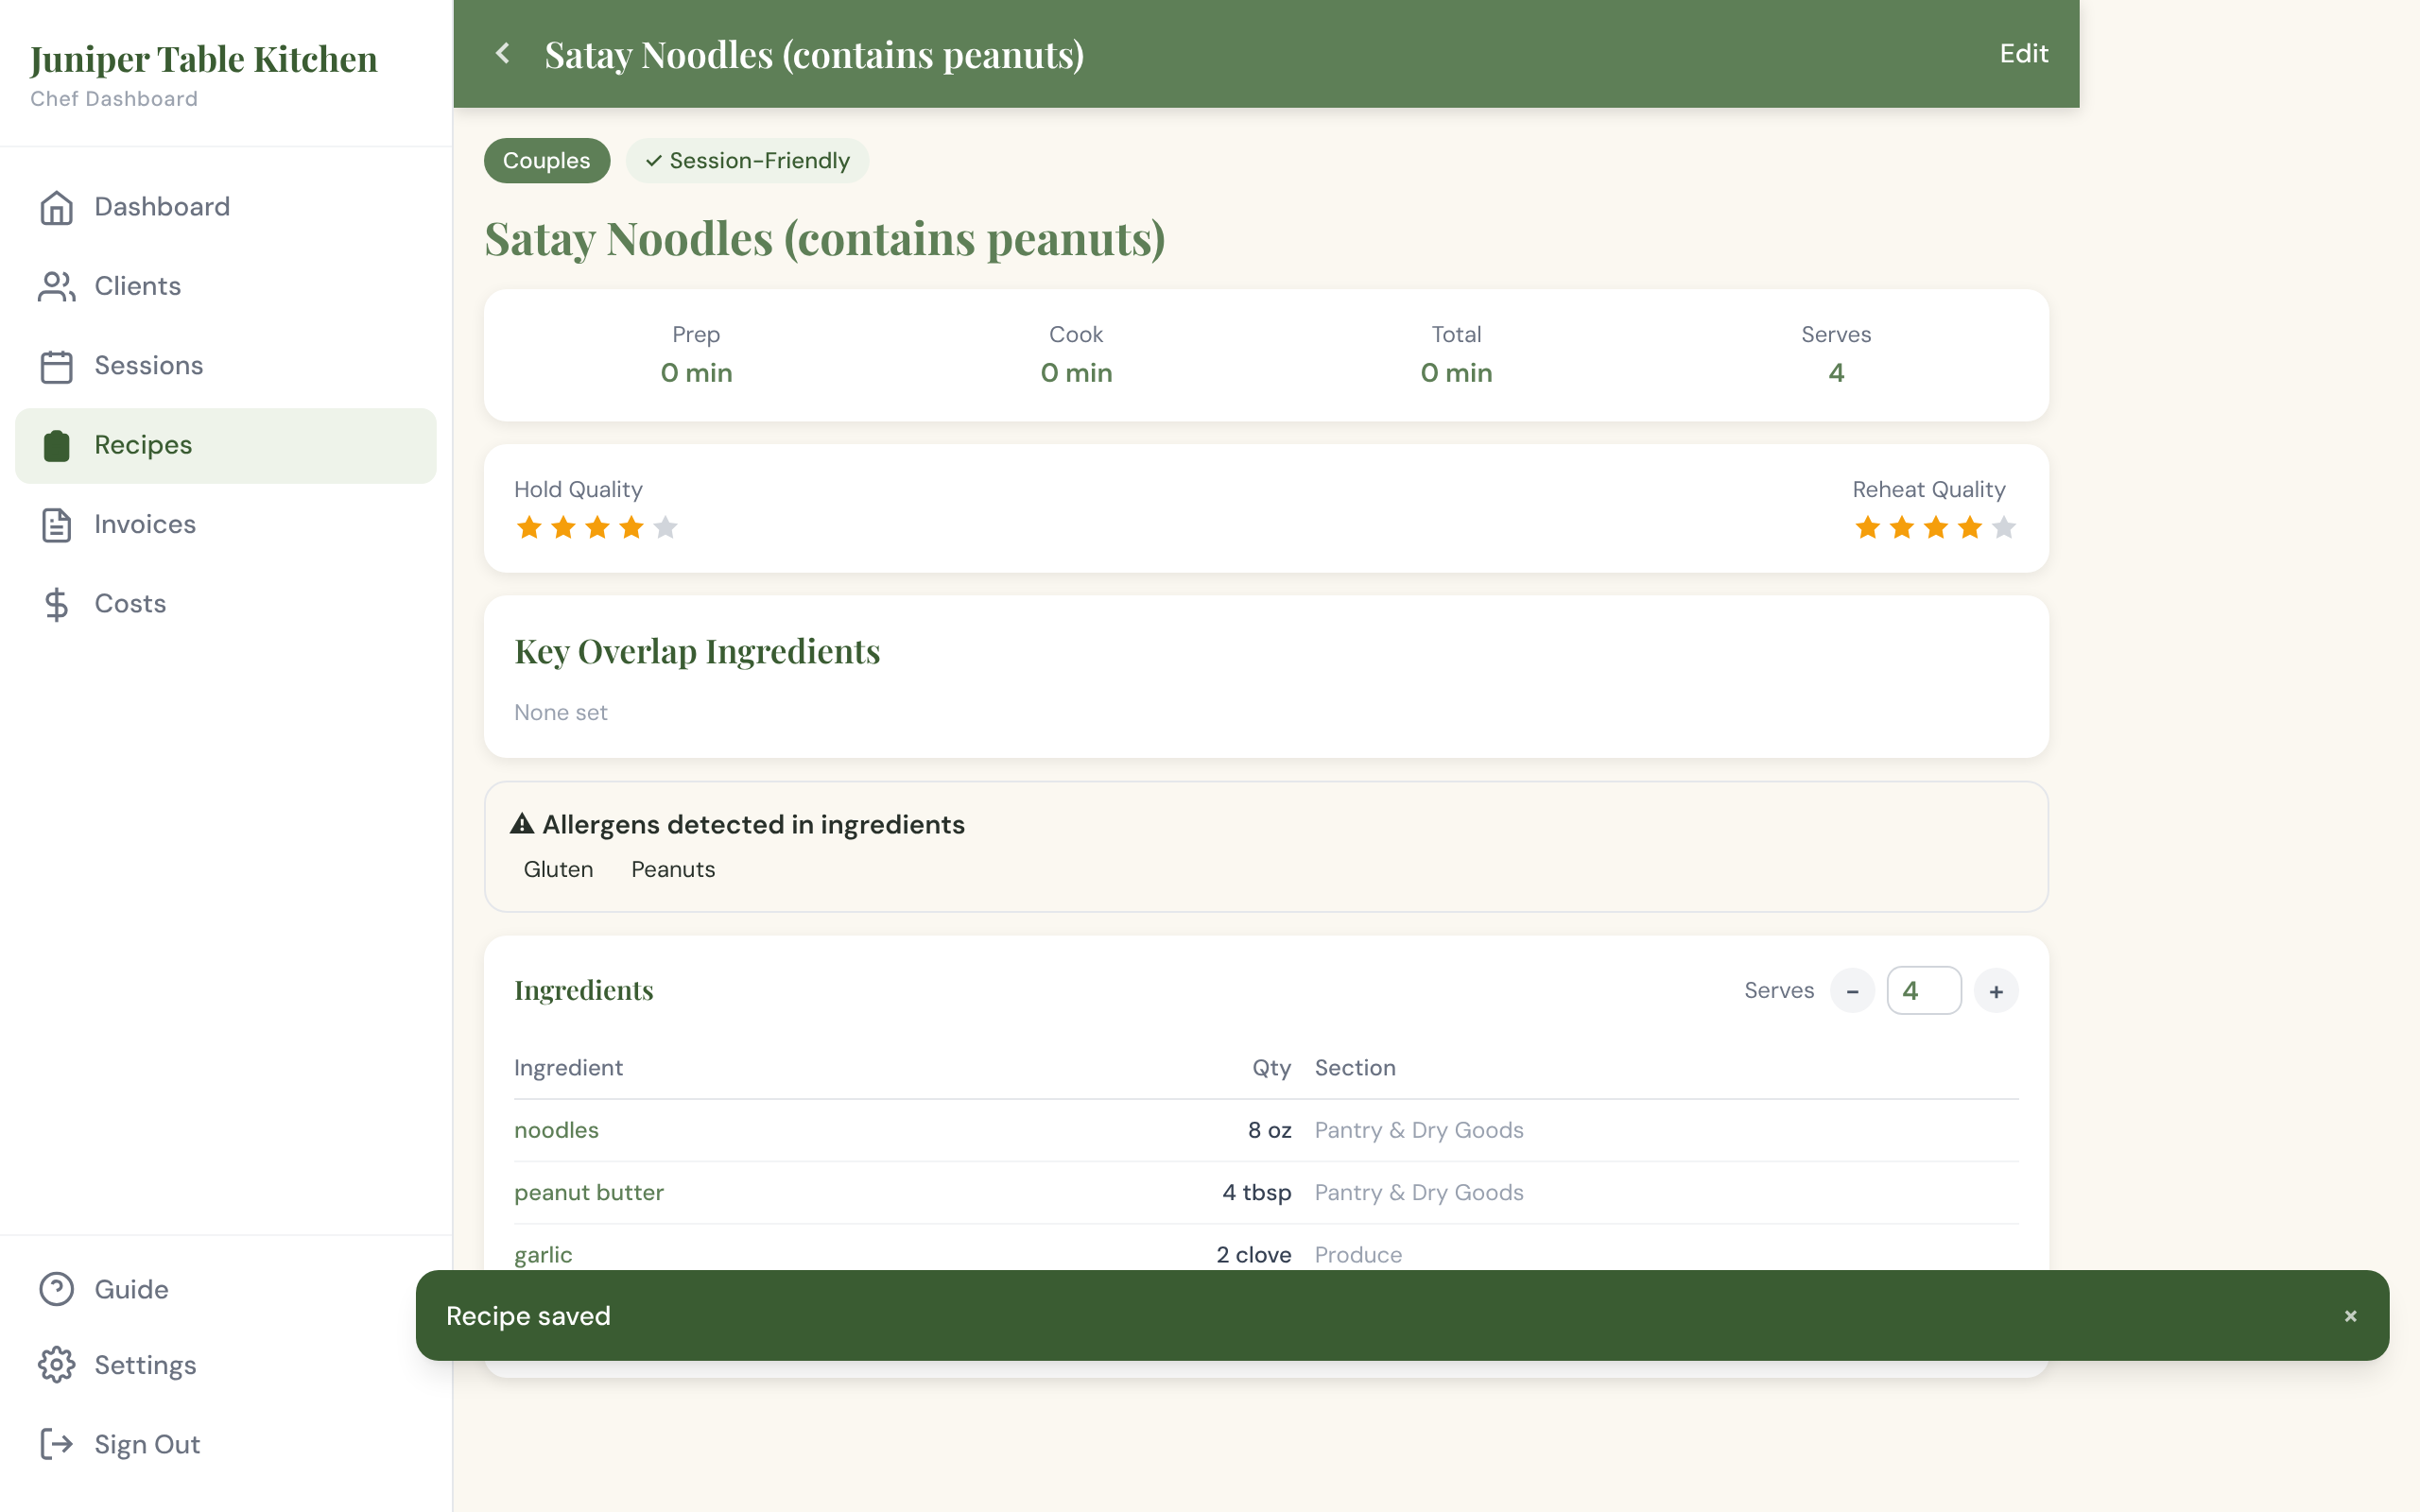 Juniper Table Kitchen
Chef Dashboard
Dashboard
Clients
Sessions
Recipes
Invoices
Costs
Guide
Settings
Sign Out
Satay Noodles (contains peanuts)
Edit
Couples
✓ Session-Friendly
Satay Noodles (contains peanuts)
Prep Cook Total Serves
0 min 0 min 0 min 4
Hold Quality Reheat Quality
Key Overlap Ingredients
None set
Allergens detected in ingredients
Gluten Peanuts
Ingredients Serves - 4 +
Ingredient Qty Section
noodles 8 oz Pantry & Dry Goods
peanut butter 4 tbsp Pantry & Dry Goods
garlic 2 clove Produce
Recipe saved ×